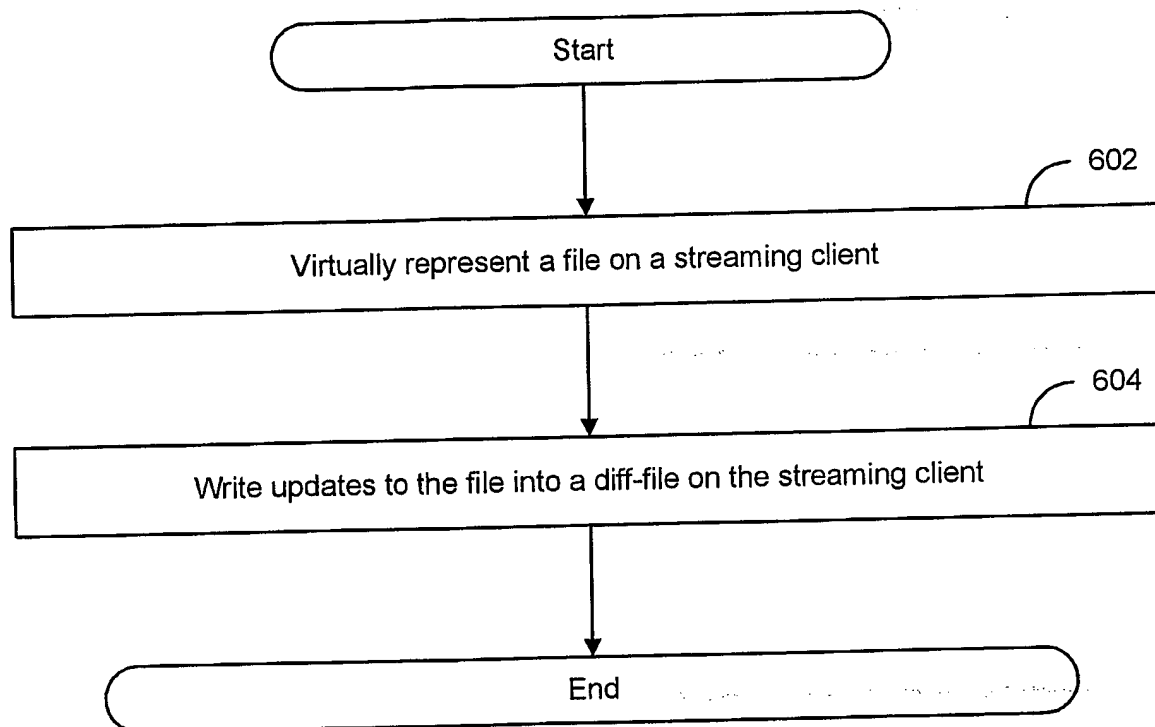 Start
602
Virtually represent a file on a streaming client
604
Write updates to the file into a diff-file on the streaming client
End